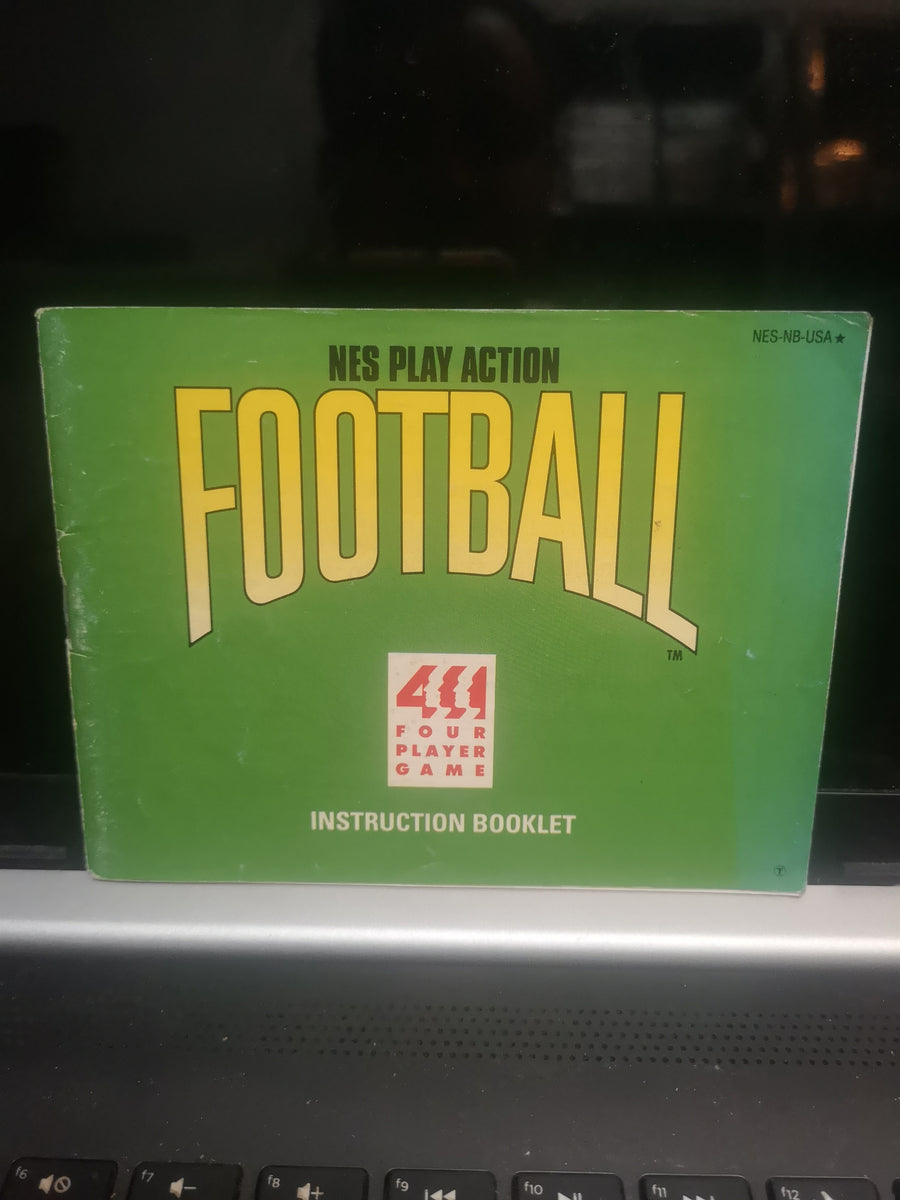 NES-NB-USA★
NES PLAY ACTION
FOOTBALL
TM
4
FOUR
PLAYER
GAME
INSTRUCTION BOOKLET
T
f6
f7
f8
f9
f10
f11
f12